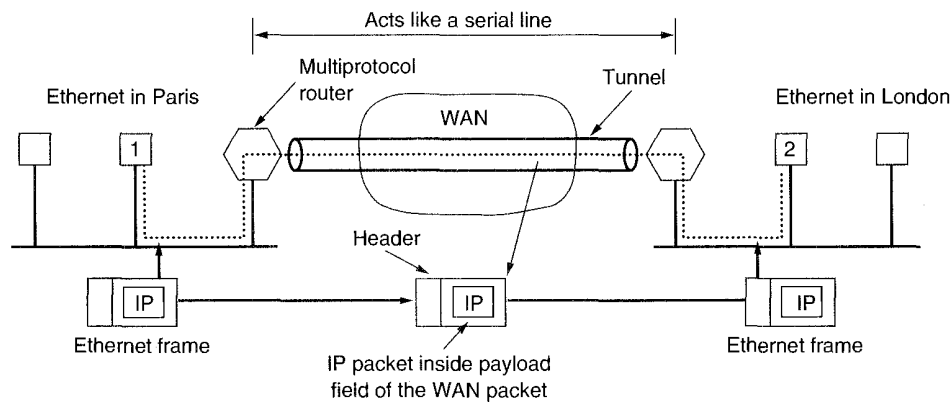 Acts like a serial line
Multiprotocol
router
Tunnel
Ethernet in Paris
WAN
Ethernet in London
1
2
Header
IP
IP
IP
Ethernet frame
Ethernet frame
IP packet inside payload
field of the WAN packet